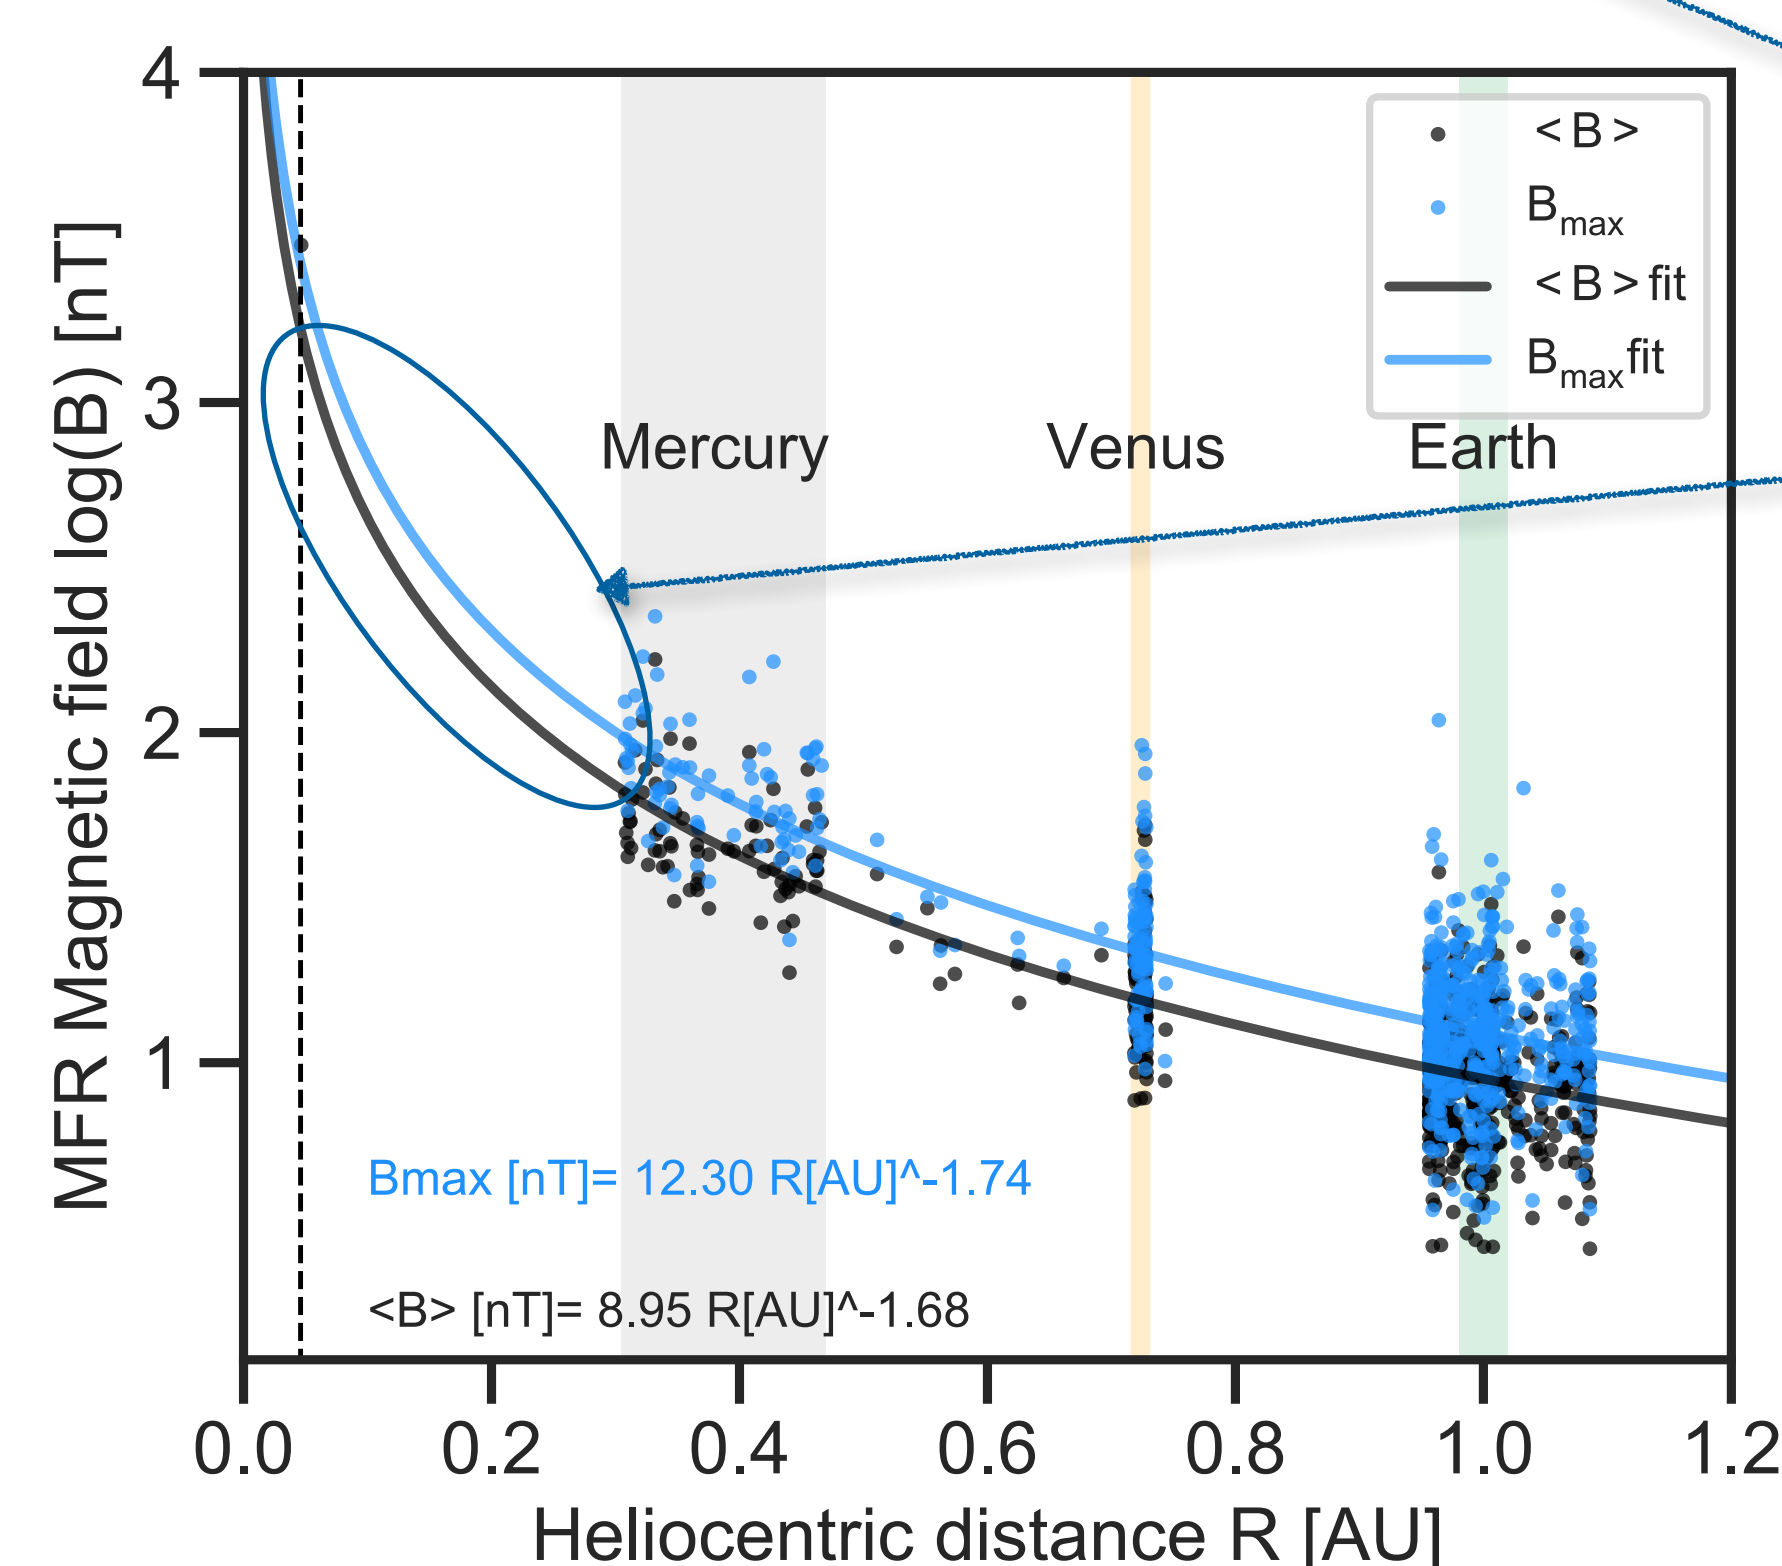 MFR Magnetic field log(B) [nT]
4
3
2
1
<B>
Bmax
<B> fit
Bmax fit
Mercury
Venus
Earth
Bmax [nT]= 12.30 R[AU]^-1.74
<B> [nT]= 8.95 R[AU]^-1.68
0.0 0.2 0.4 0.6 0.8 1.0 1.2
Heliocentric distance R [AU]